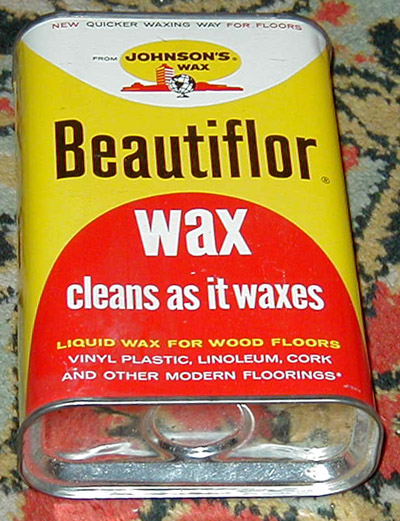 NEW QUICKER WAXING WAY FOR FLOORS
FROM JOHNSON'S®
WAX
Beautiflor®
wax
cleans as it waxes
LIQUID WAX FOR WOOD FLOORS
VINYL PLASTIC, LINOLEUM, CORK
AND OTHER MODERN FLOORINGS*